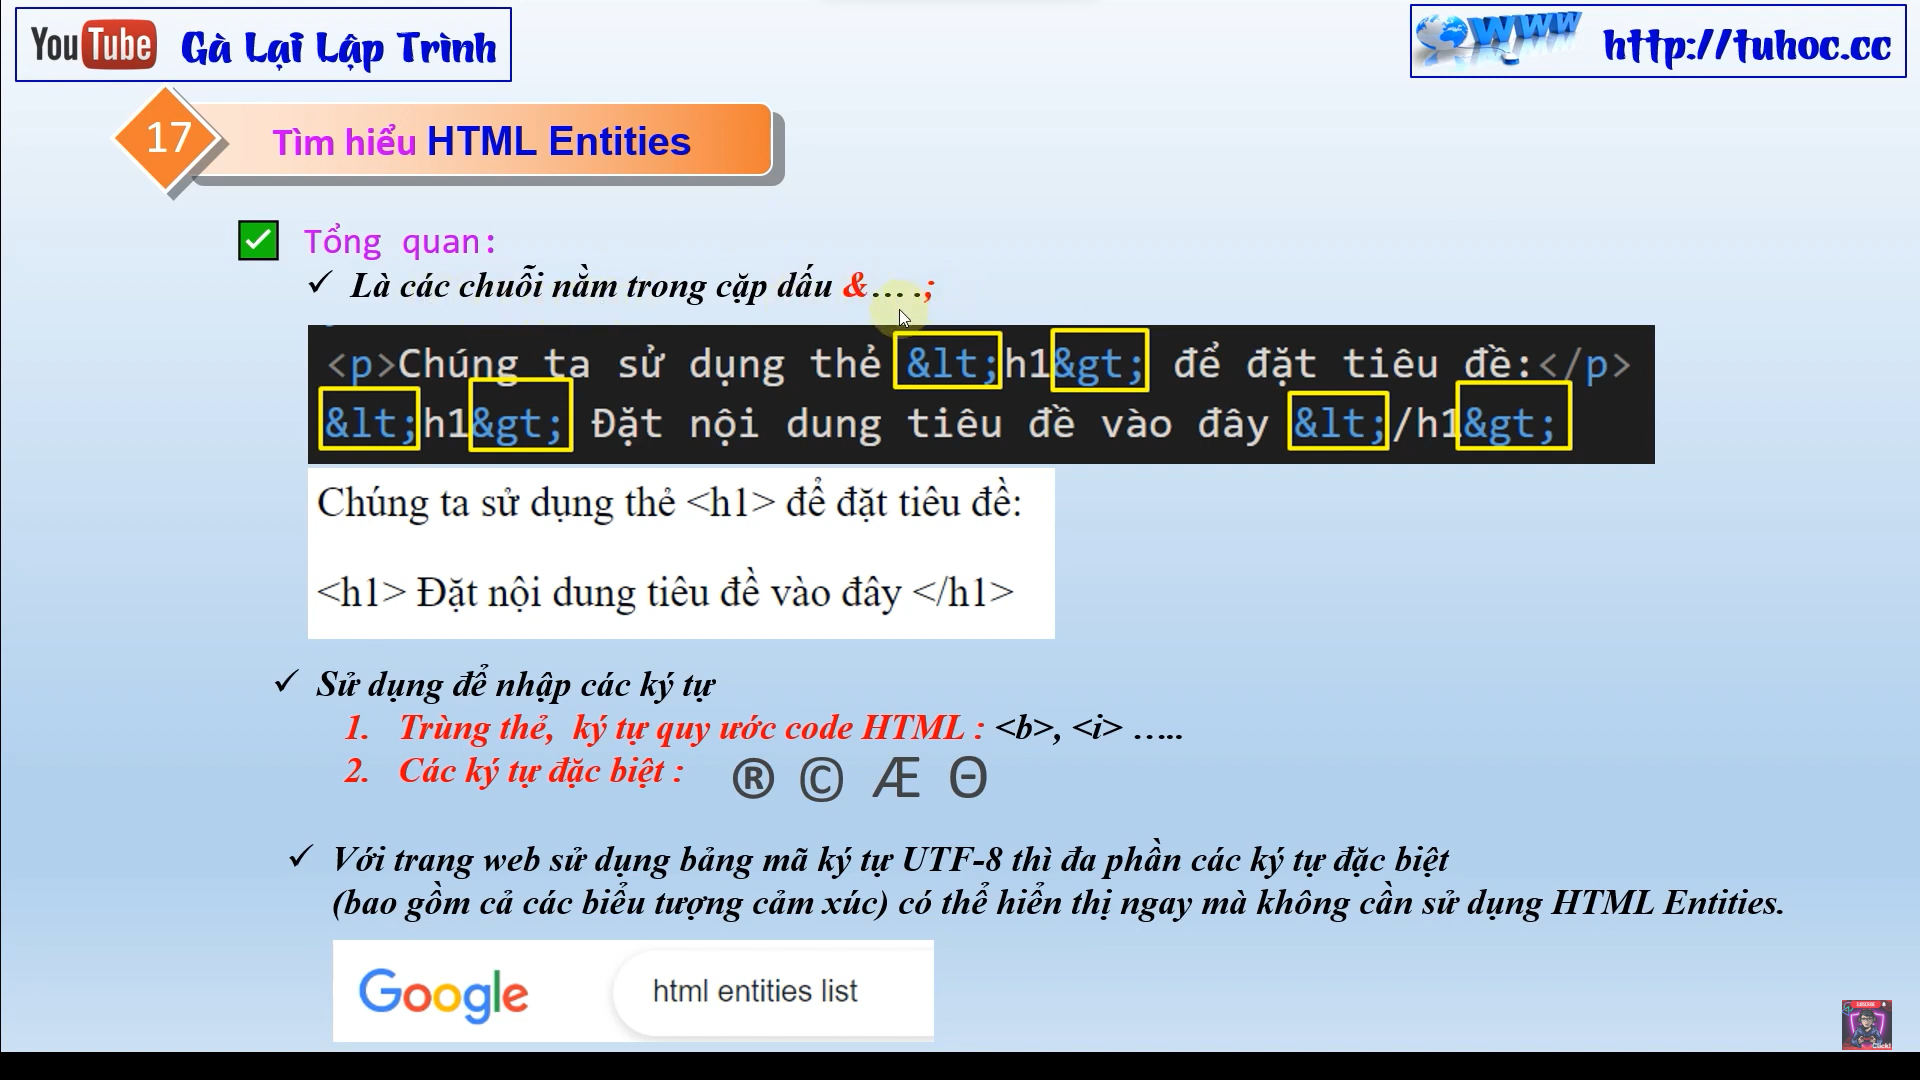 YouTube Gà Lại Lập Trình
WWW http://tuhoc.cc
17 Tìm hiểu HTML Entities
Tổng quan:
✓ Là các chuỗi nằm trong cặp dấu &….;
<p>Chúng ta sử dụng thẻ &lt;h1&gt; để đặt tiêu đề:</p>
&lt;h1&gt; Đặt nội dung tiêu đề vào đây &lt;/h1&gt;
Chúng ta sử dụng thẻ <h1> để đặt tiêu đề:
<h1> Đặt nội dung tiêu đề vào đây </h1>
✓ Sử dụng để nhập các ký tự
1. Trùng thẻ, ký tự quy ước code HTML : <b>, <i> …..
2. Các ký tự đặc biệt : ® © Æ Θ
✓ Với trang web sử dụng bảng mã ký tự UTF-8 thì đa phần các ký tự đặc biệt
(bao gồm cả các biểu tượng cảm xúc) có thể hiển thị ngay mà không cần sử dụng HTML Entities.
Google html entities list
SUBSCRIBE
Click!